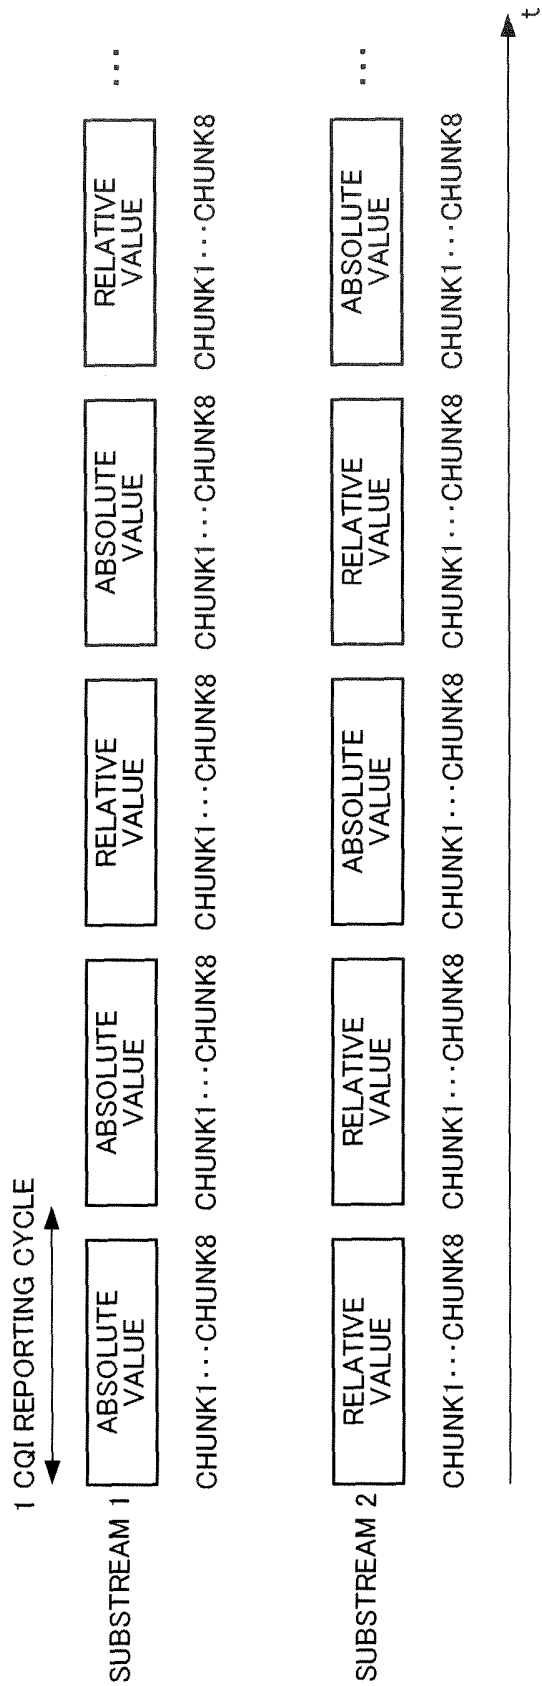 1 CQI REPORTING CYCLE
SUBSTREAM 1
ABSOLUTE
VALUE
ABSOLUTE
VALUE
RELATIVE
VALUE
ABSOLUTE
VALUE
RELATIVE
VALUE
...
CHUNK1···CHUNK8
CHUNK1···CHUNK8
CHUNK1···CHUNK8
CHUNK1···CHUNK8
CHUNK1···CHUNK8
SUBSTREAM 2
RELATIVE
VALUE
RELATIVE
VALUE
ABSOLUTE
VALUE
RELATIVE
VALUE
ABSOLUTE
VALUE
...
CHUNK1···CHUNK8
CHUNK1···CHUNK8
CHUNK1···CHUNK8
CHUNK1···CHUNK8
CHUNK1···CHUNK8
t